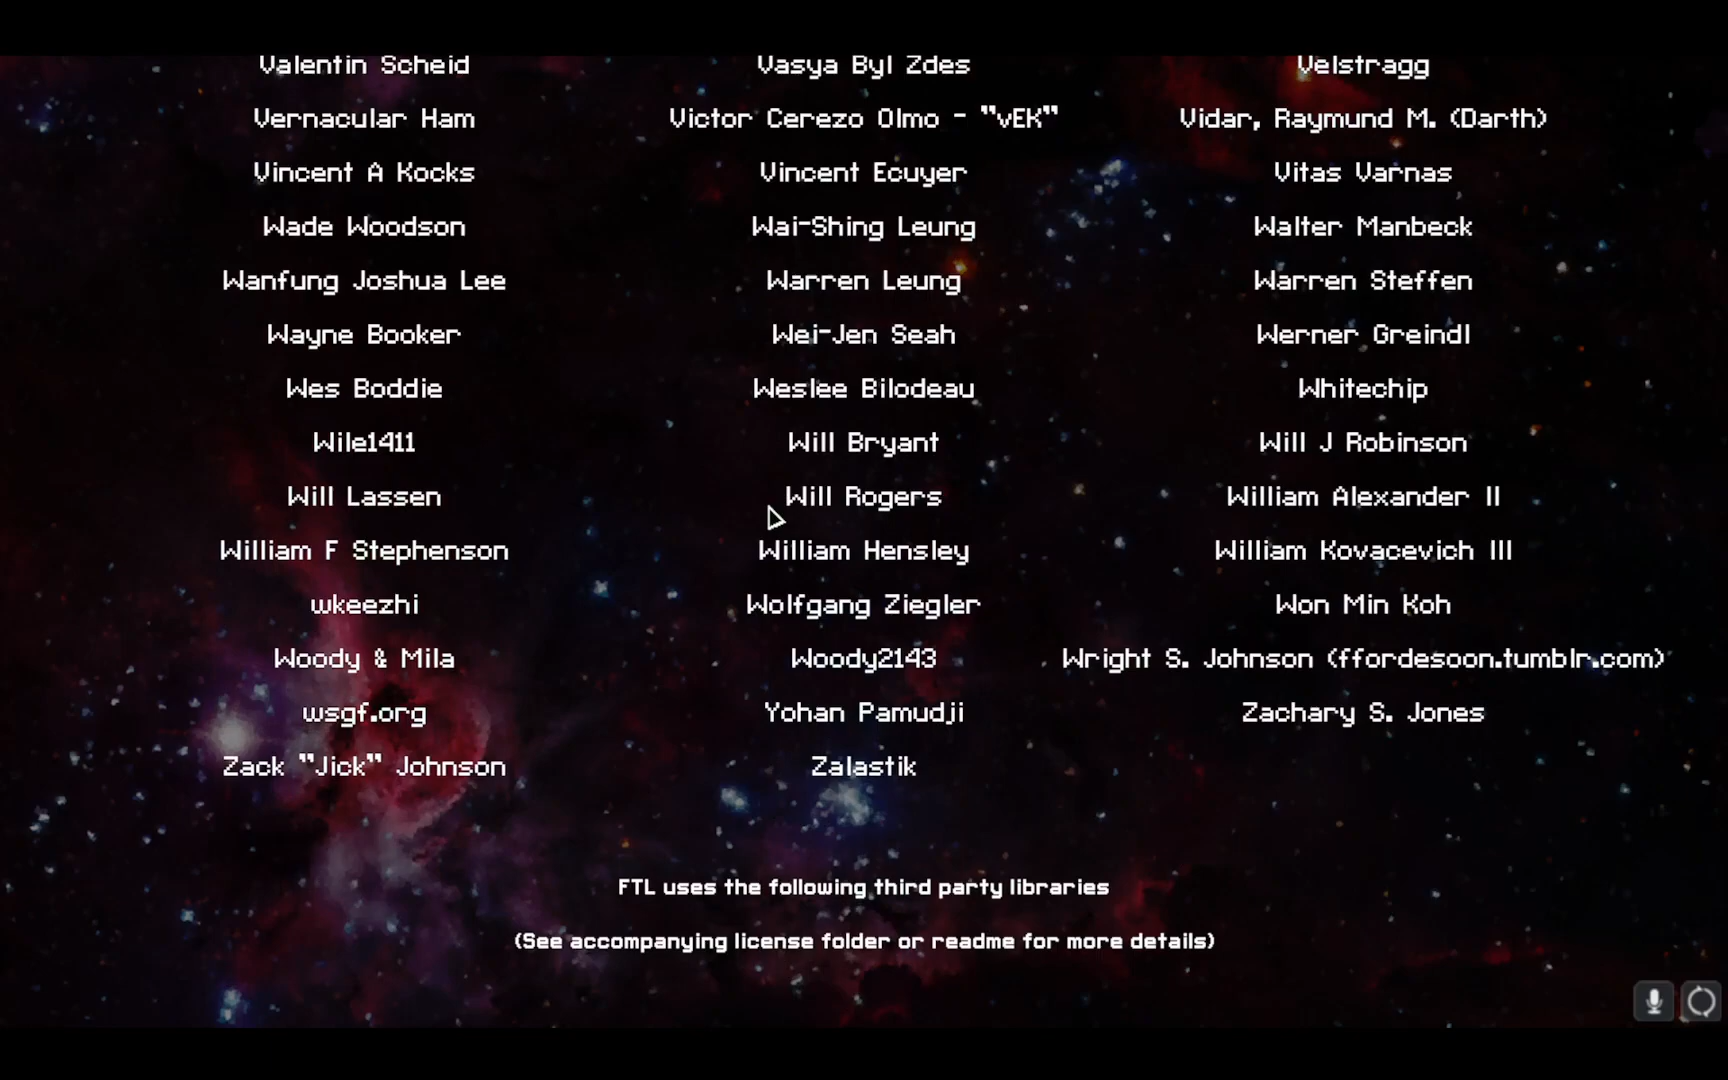 Valentin Scheid Vasya Byl Zdes Velstragg
Vernacular Ham Victor Cerezo Olmo - "vEK" Vidar, Raymund M. (Darth)
Vincent A Kocks Vincent Ecuyer Vitas Varnas
Wade Woodson Wai-Shing Leung Walter Manbeck
Wanfung Joshua Lee Warren Leung Warren Steffen
Wayne Booker Wei-Jen Seah Werner Greindl
Wes Boddie Weslee Bilodeau Whitechip
Wile1411 Will Bryant Will J Robinson
Will Lassen Will Rogers William Alexander II
William F Stephenson William Hensley William Kovacevich III
wkeezhi Wolfgang Ziegler Won Min Koh
Woody & Mila Woody2143 Wright S. Johnson (ffordesoon.tumblr.com)
wsgf.org Yohan Pamudji Zachary S. Jones
Zack "Jick" Johnson Zalastik
FTL uses the following third party libraries
(See accompanying license folder or readme for more details)